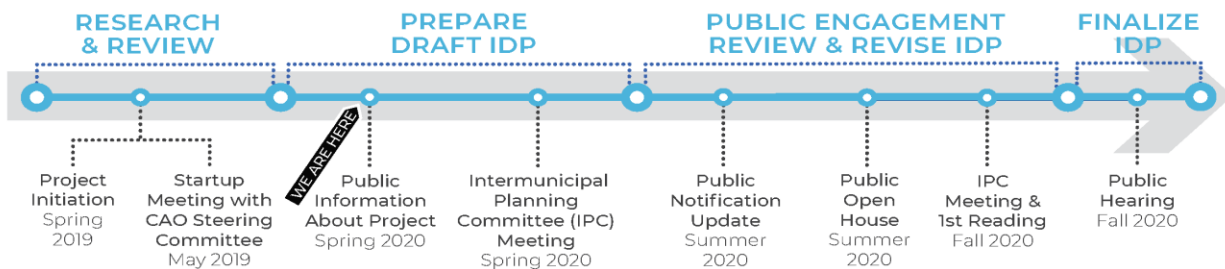 RESEARCH
& REVIEW
PREPARE
DRAFT IDP
PUBLIC ENGAGEMENT
REVIEW & REVISE IDP
FINALIZE
IDP
WE ARE HERE
Project
Initiation
Spring
2019
Startup
Meeting with
CAO Steering
Committee
May 2019
Public
Information
About Project
Spring 2020
Intermunicipal
Planning
Committee (IPC)
Meeting
Spring 2020
Public
Notification
Update
Summer
2020
Public
Open
House
Summer
2020
IPC
Meeting &
1st Reading
Fall 2020
Public
Hearing
Fall 2020